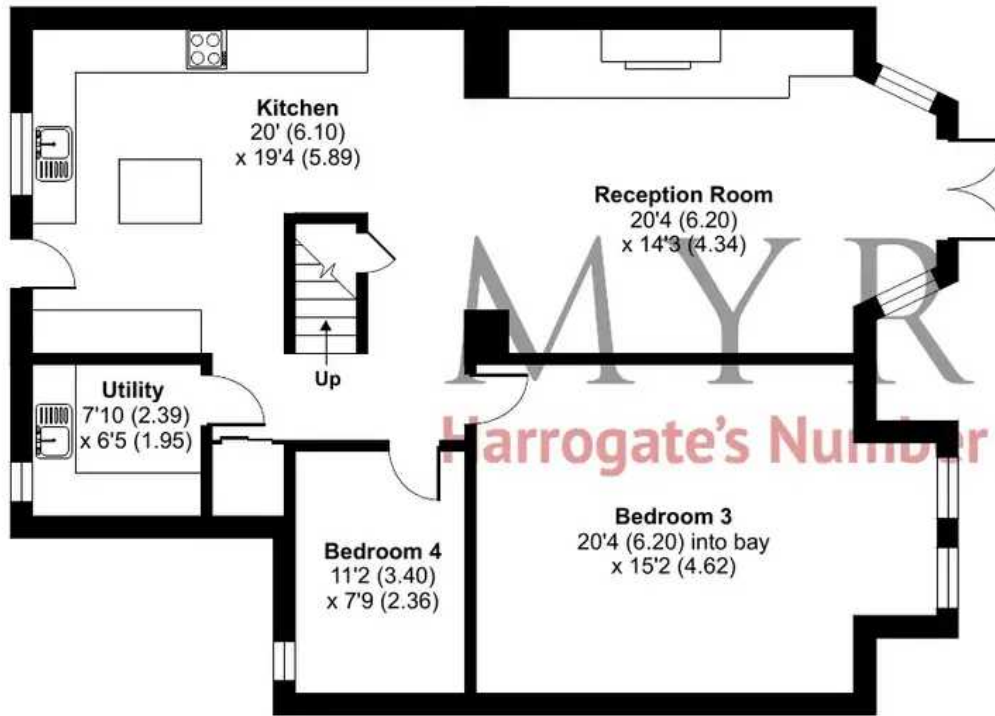 Kitchen
20' (6.10)
x 19'4 (5.89)
Reception Room
20'4 (6.20)
x 14'3 (4.34)
MYR
Harrogate's Number
Up
Utility
7'10 (2.39)
x 6'5 (1.95)
Bedroom 4
11'2 (3.40)
x 7'9 (2.36)
Bedroom 3
20'4 (6.20) into bay
x 15'2 (4.62)